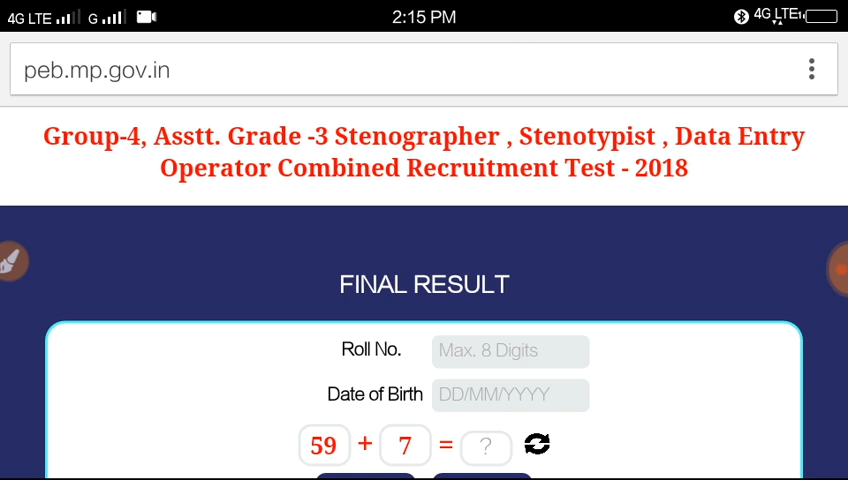 4G LTE G 2:15 PM 4G LTE
peb.mp.gov.in
Group-4, Asstt. Grade -3 Stenographer , Stenotypist , Data Entry
Operator Combined Recruitment Test - 2018
FINAL RESULT
Roll No. Max. 8 Digits
Date of Birth DD/MM/YYYY
59 + 7 = ?